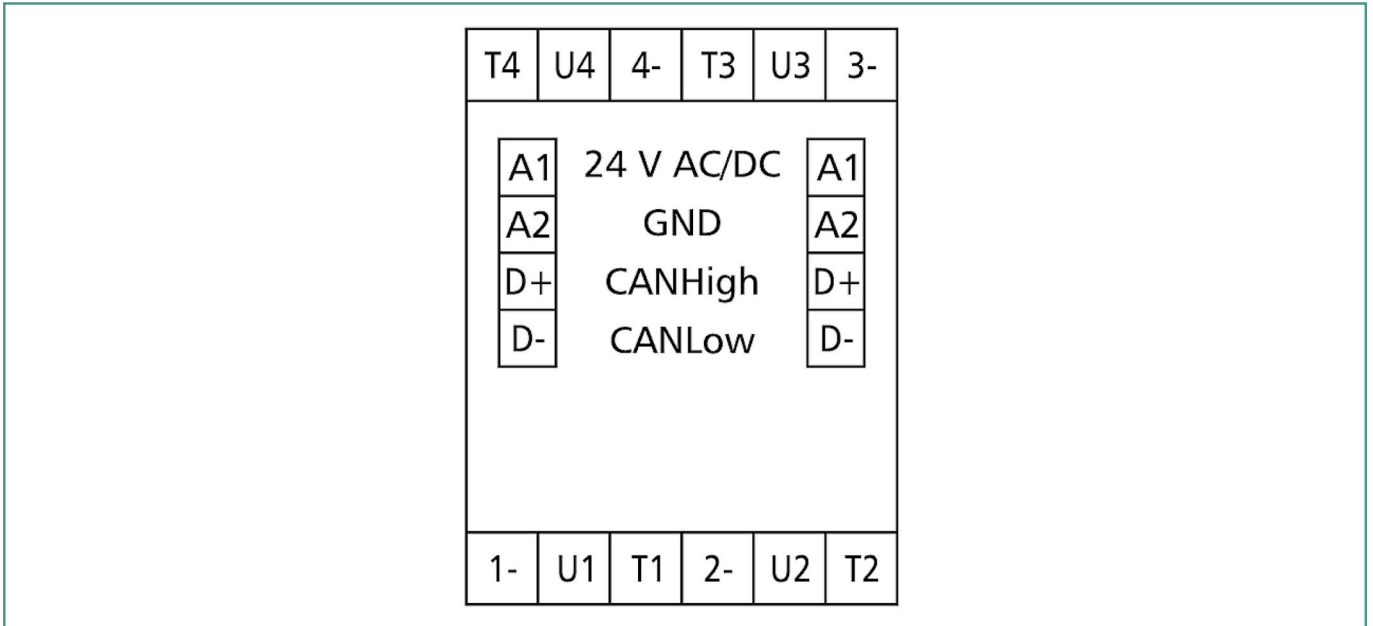 T4 U4 4- T3 U3 3-
A1 24 V AC/DC A1
A2 GND A2
D+ CANHigh D+
D- CANLow D-
1- U1 T1 2- U2 T2